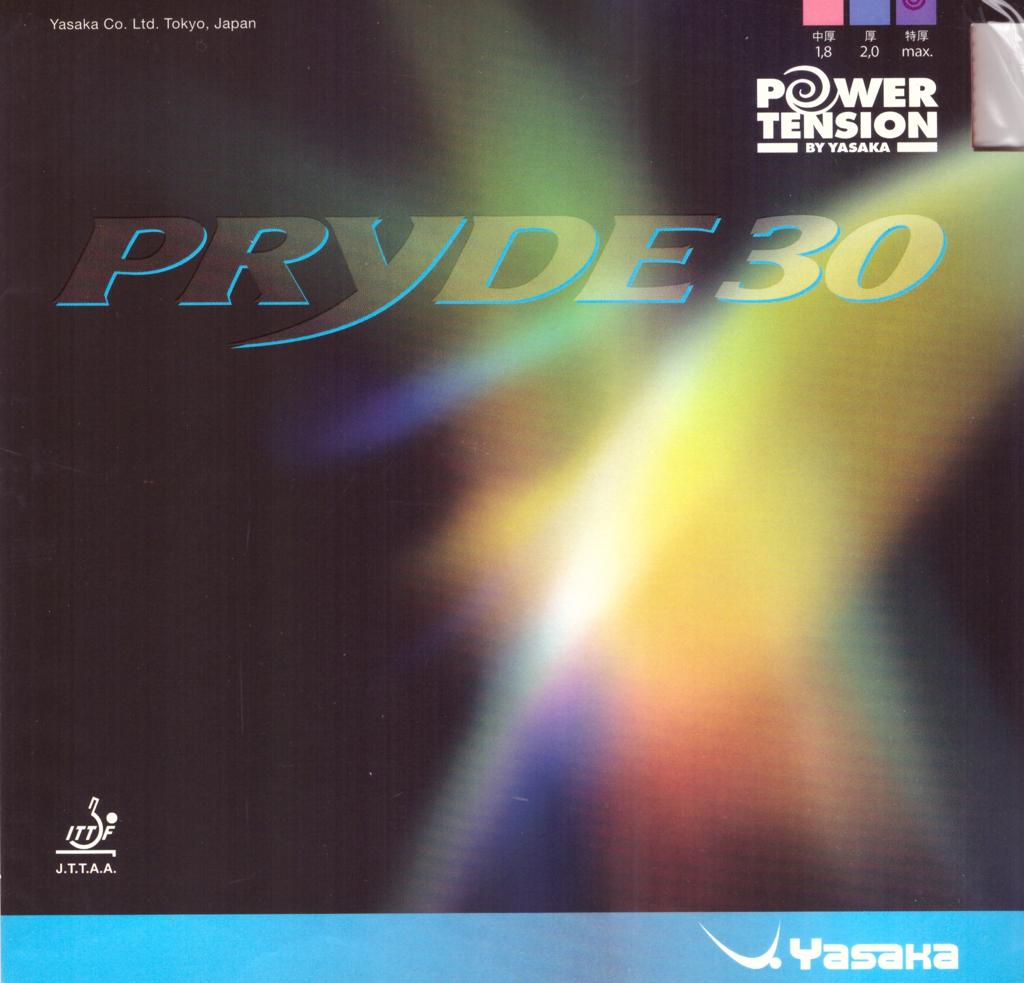 Yasaka Co. Ltd. Tokyo, Japan
中厚 厚 特厚
1,8 2,0 max.
POWER
TENSION
BY YASAKA
PRYDE 30
ITTF
J.T.T.A.A.
Yasaka